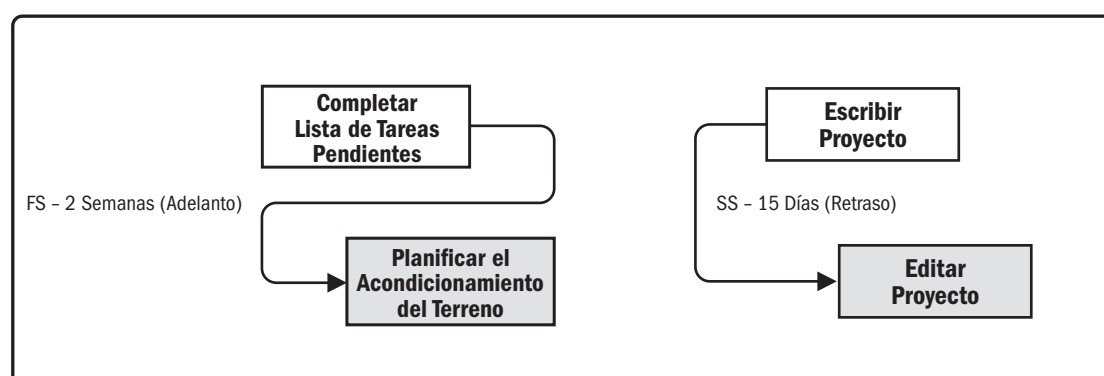 Completar
Lista de Tareas
Pendientes
FS – 2 Semanas (Adelanto)
Planificar el
Acondicionamiento
del Terreno
Escribir
Proyecto
SS – 15 Días (Retraso)
Editar
Proyecto